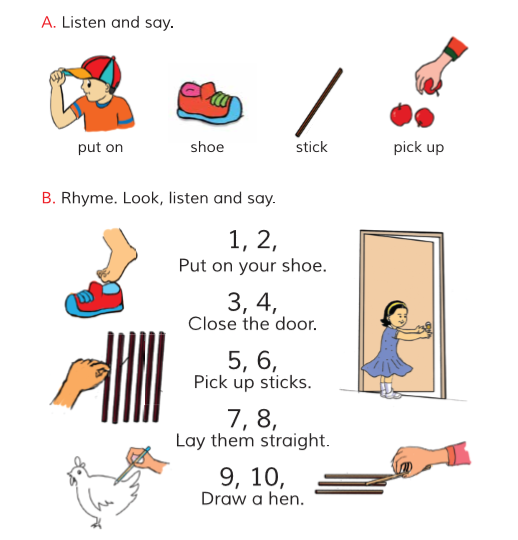 A. Listen and say.
put on
shoe
stick
pick up
B. Rhyme. Look, listen and say.
1, 2,
Put on your shoe.
3, 4,
Close the door.
5, 6,
Pick up sticks.
7, 8,
Lay them straight.
9, 10,
Draw a hen.